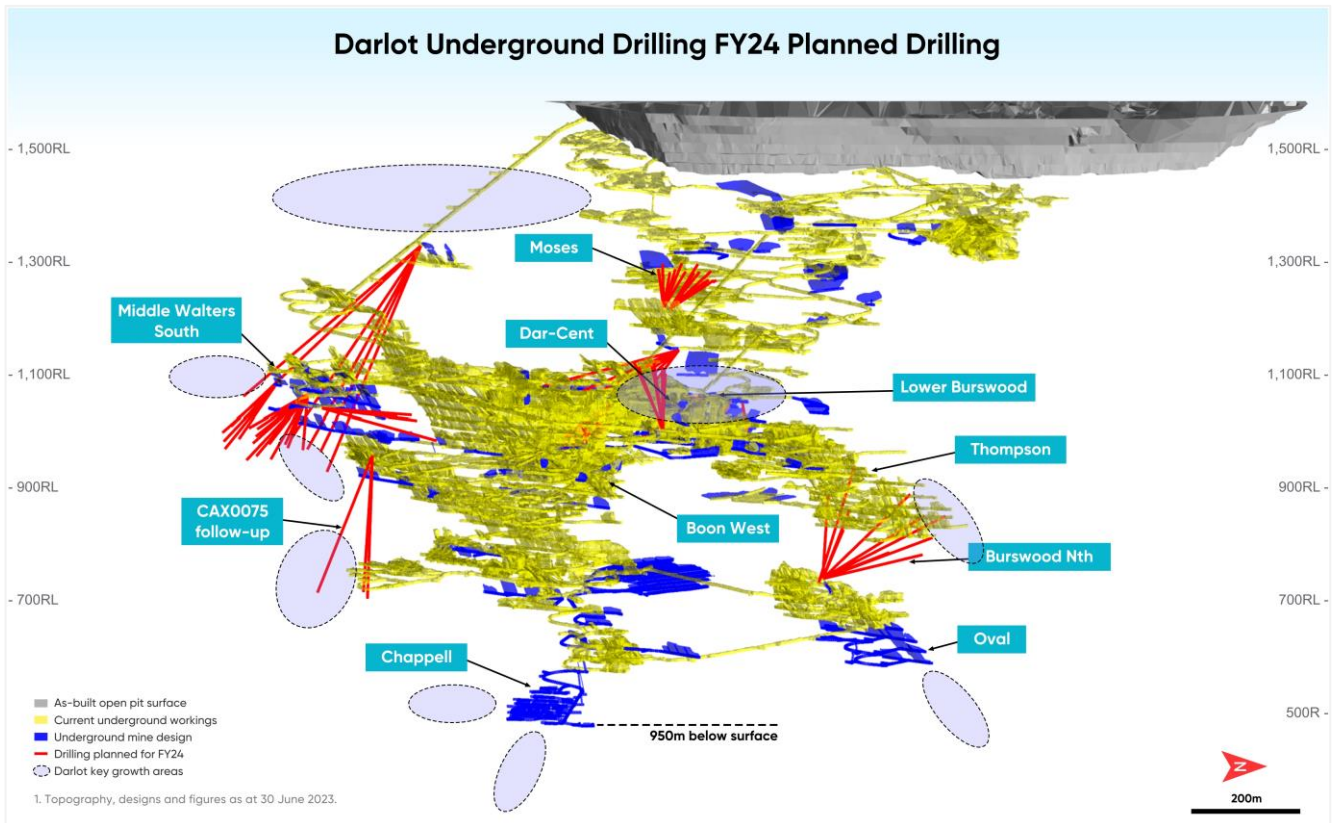 Darlot Underground Drilling FY24 Planned Drilling
- 1,500RL
1,500RL -
- 1,300RL
1,300RL -
Moses
Middle Walters
South
Dar-Cent
- 1,100RL
1,100RL -
Lower Burswood
Thompson
- 900RL
900RL -
CAX0075
follow-up
Boon West
Burswood Nth
- 700RL
700RL -
Oval
Chappell
As-built open pit surface
Current underground workings
Underground mine design
Drilling planned for FY24
Darlot key growth areas
500R -
950m below surface
N
200m
1. Topography, designs and figures as at 30 June 2023.